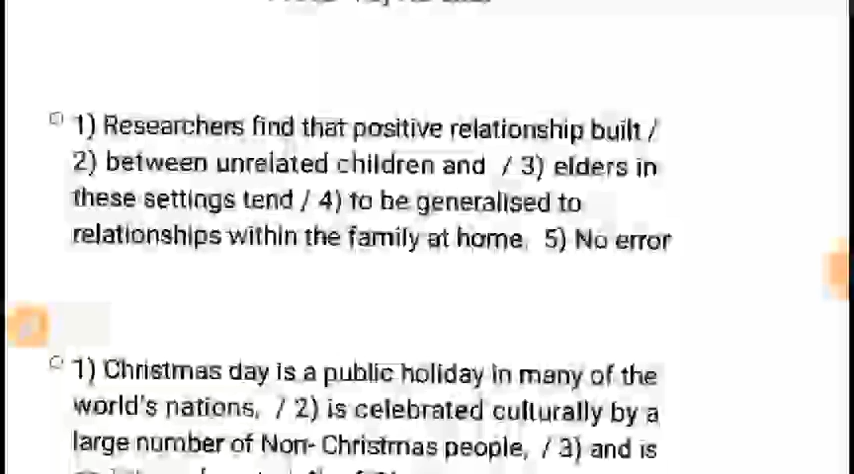 1) Researchers find that positive relationship built /
2) between unrelated children and / 3) elders in
these settings tend / 4) to be generalised to
relationships within the family at home. 5) No error
1) Christmas day is a public holiday in many of the
world's nations, / 2) is celebrated culturally by a
large number of Non- Christmas people, / 3) and is